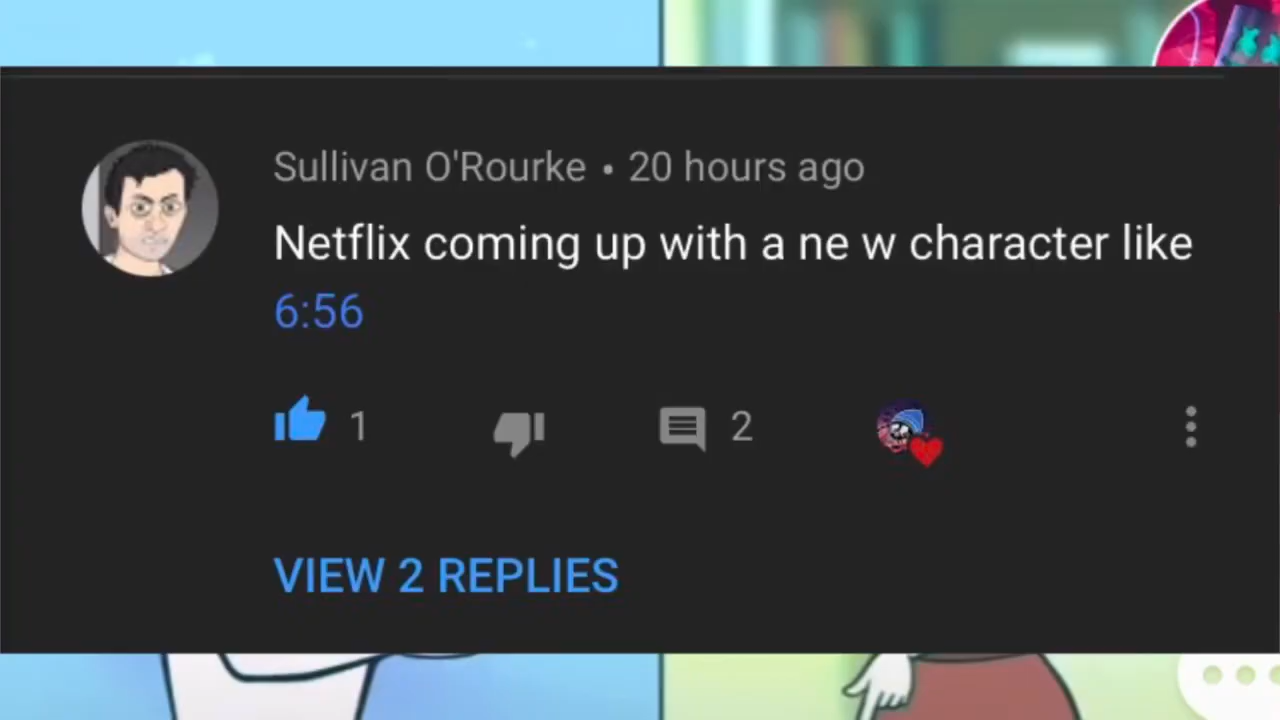 Sullivan O'Rourke • 20 hours ago
Netflix coming up with a ne w character like
6:56
1 2
VIEW 2 REPLIES